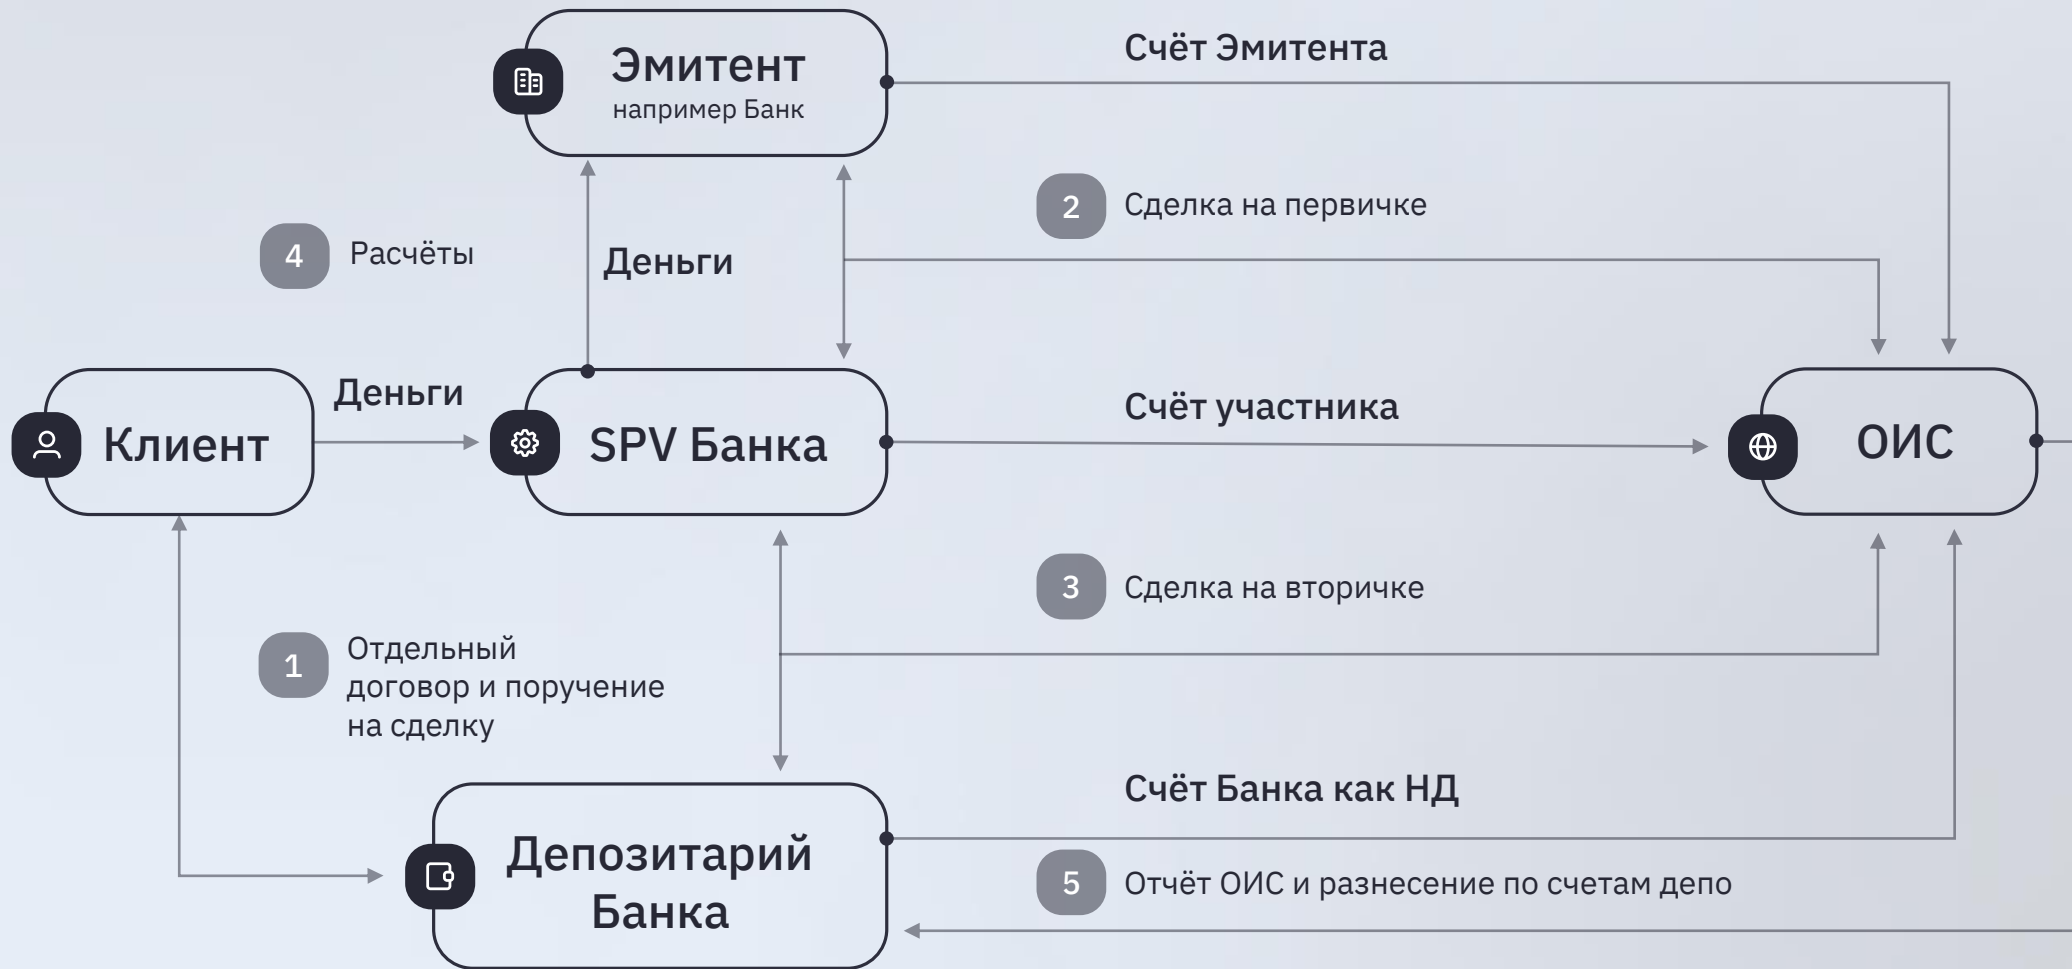 Эмитент
например Банк
Счёт Эмитента
2
Сделка на первичке
4
Расчёты
Деньги
Деньги
Клиент
SPV Банка
Счёт участника
ОИС
3
Сделка на вторичке
1
Отдельный
договор и поручение
на сделку
Счёт Банка как НД
Депозитарий
Банка
5
Отчёт ОИС и разнесение по счетам депо